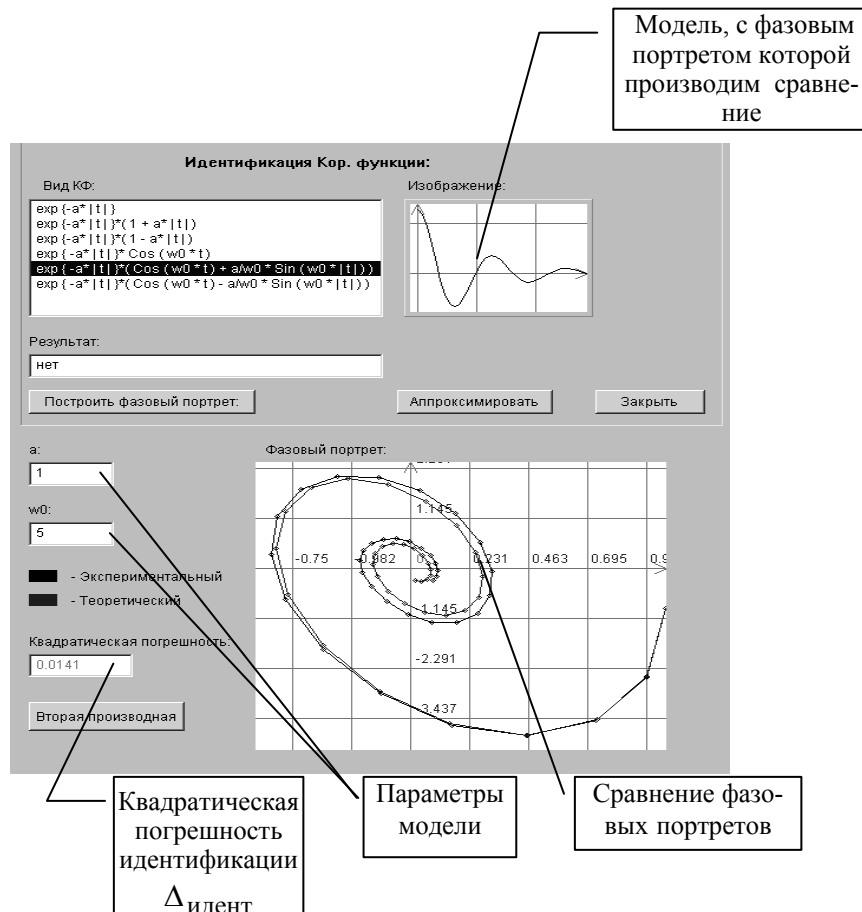 Модель, с фазовым
портретом которой
производим сравне-
ние
Идентификация Кор. функции:
Вид КФ:
Изображение:
exp {-a* | t| }
exp {-a* | t| }*(1 + a* | t| )
exp {-a* | t| }*(1 - a* | t| )
exp {-a* | t| }* Cos (w0 * t)
exp {-a* | t| }*( Cos (w0 * t) + a/w0 * Sin (w0 * | t| ) )
exp {-a* | t| }*( Cos (w0 * t) - a/w0 * Sin (w0 * | t| ) )
Результат:
нет
Построить фазовый портрет:
Аппроксимировать
Закрыть
a:
1
w0:
5
- Экспериментальный
- Теоретический
Квадратическая погрешность:
0.0141
Вторая производная
Фазовый портрет:
1.145
-0.75 0.231 0.463 0.695
1.145
-2.291
3.437
Квадратическая
погрешность
идентификации
Δидент
Параметры
модели
Сравнение фазо-
вых портретов